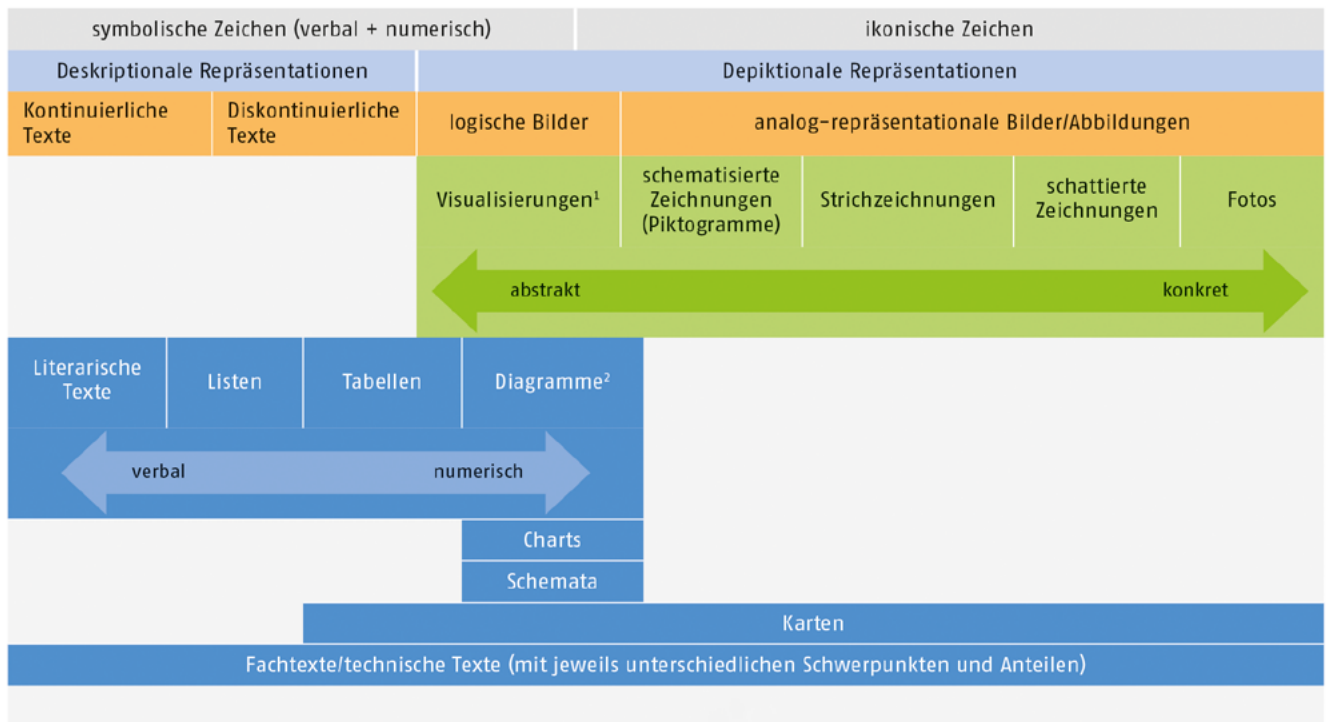 symbolische Zeichen (verbal + numerisch)
ikonische Zeichen
Deskriptionale Repräsentationen
Depiktionale Repräsentationen
Kontinuierliche
Texte
Diskontinuierliche
Texte
logische Bilder
analog-repräsentationale Bilder/Abbildungen
Visualisierungen¹
schematisierte
Zeichnungen
(Piktogramme)
Strichzeichnungen
schattierte
Zeichnungen
Fotos
abstrakt
konkret
Literarische
Texte
Listen
Tabellen
Diagramme²
verbal
numerisch
Charts
Schemata
Karten
Fachtexte/technische Texte (mit jeweils unterschiedlichen Schwerpunkten und Anteilen)